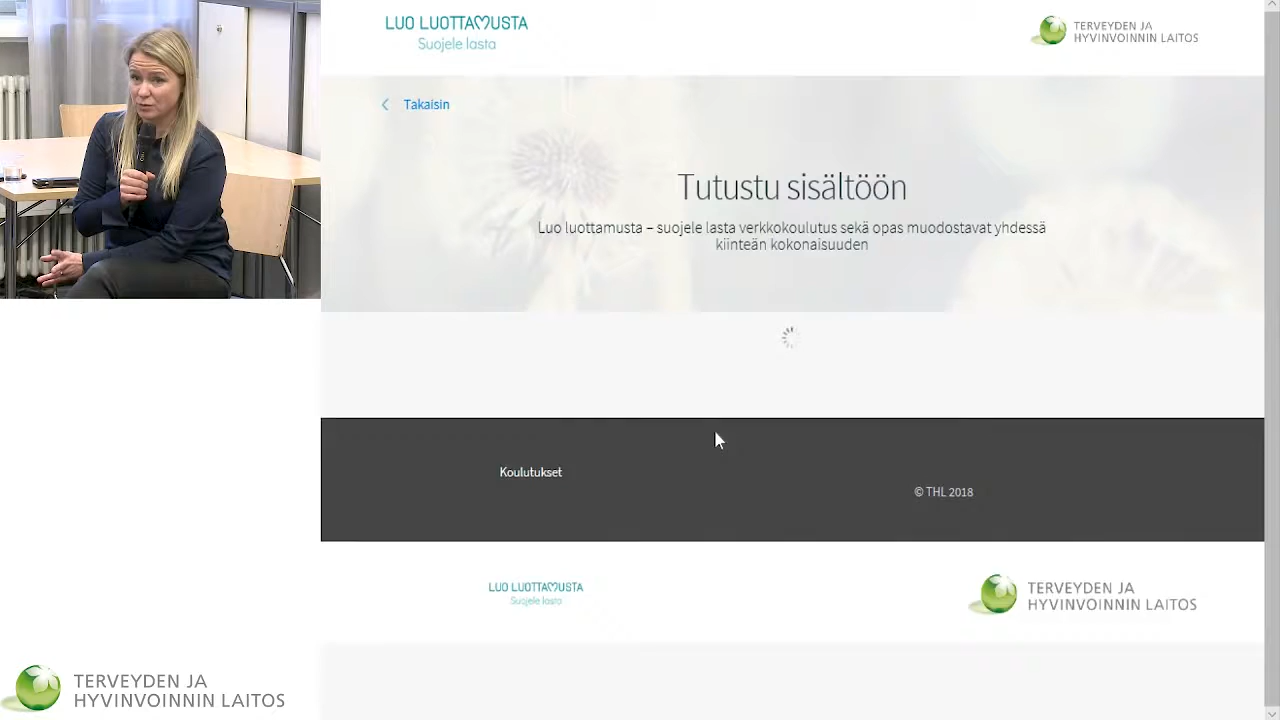 LUO LUOTTAMUSTA
Suojele lasta
TERVEYDEN JA
HYVINVOINNIN LAITOS
Takaisin
Tutustu sisältöön
Luo luottamusta – suojele lasta verkkokoulutus sekä opas muodostavat yhdessä
kiinteän kokonaisuuden
Koulutukset
© THL 2018
LUO LUOTTAMUSTA
Suojele lasta
TERVEYDEN JA
HYVINVOINNIN LAITOS
TERVEYDEN JA
HYVINVOINNIN LAITOS